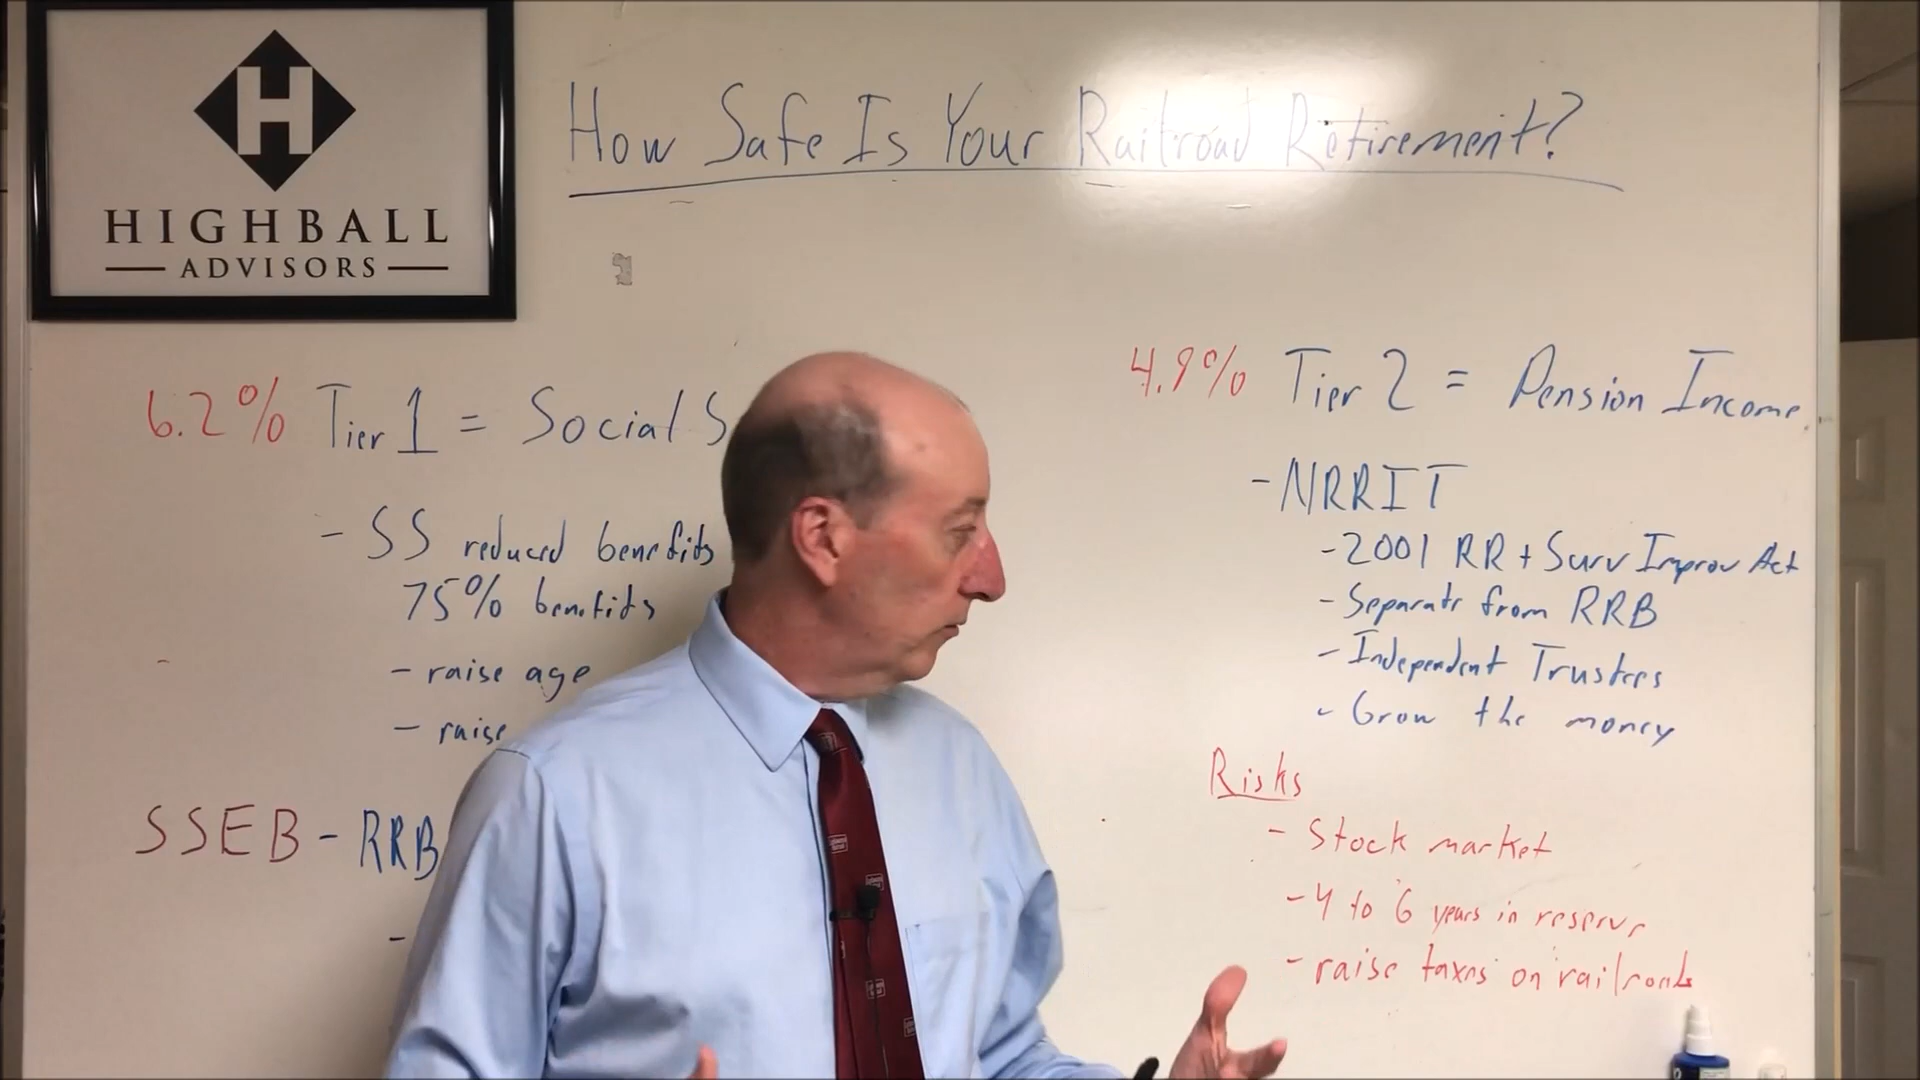 HIGHBALL
ADVISORS
How Safe Is Your Railroad Retirement?
6.2% Tier 1 = Social S
- SS reduced benefits
75% benefits
- raise age
- raise
SSEB - RRB
-
4.9% Tier 2 = Pension Income
- NRRIT
- 2001 RR + Surv Improv Act
- Separate from RRB
- Independent Trustees
- Grow the money
Risks
- Stock market
- 4 to 6 years in reserve
- raise taxes on railroads